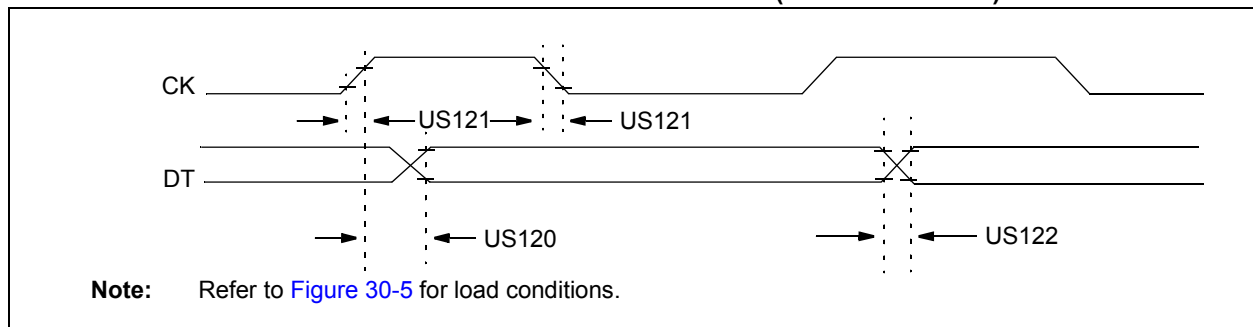 CK
US121 US121
DT
US120 US122
Note: Refer to Figure 30-5 for load conditions.